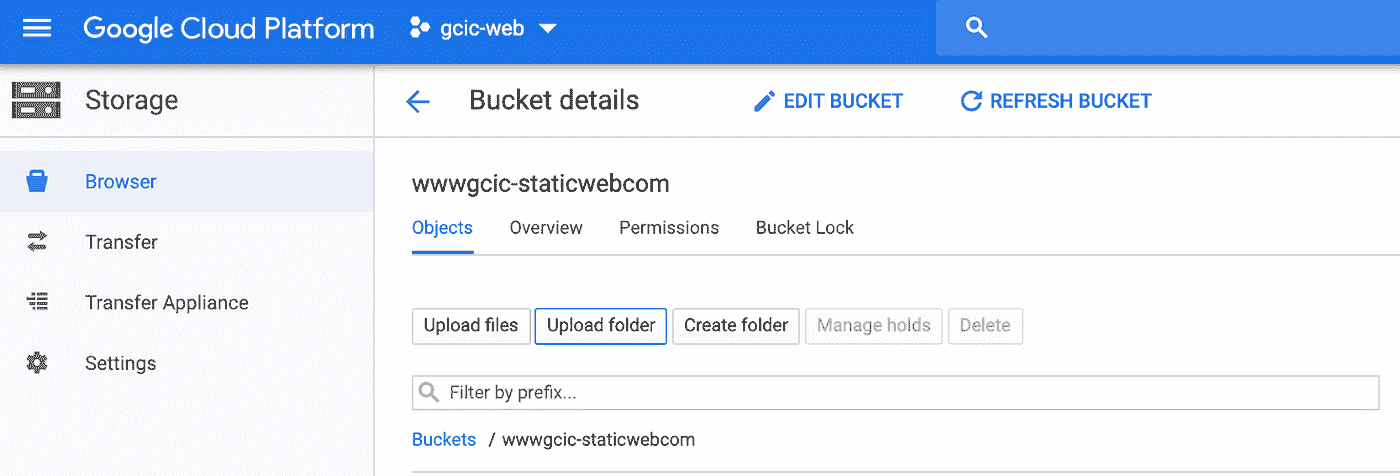 Google Cloud Platform gcic-web
Storage Bucket details EDIT BUCKET REFRESH BUCKET
Browser
Transfer
Transfer Appliance
Settings
wwwgcic-staticwebcom
Objects Overview Permissions Bucket Lock
Upload files Upload folder Create folder Manage holds Delete
Filter by prefix...
Buckets / wwwgcic-staticwebcom